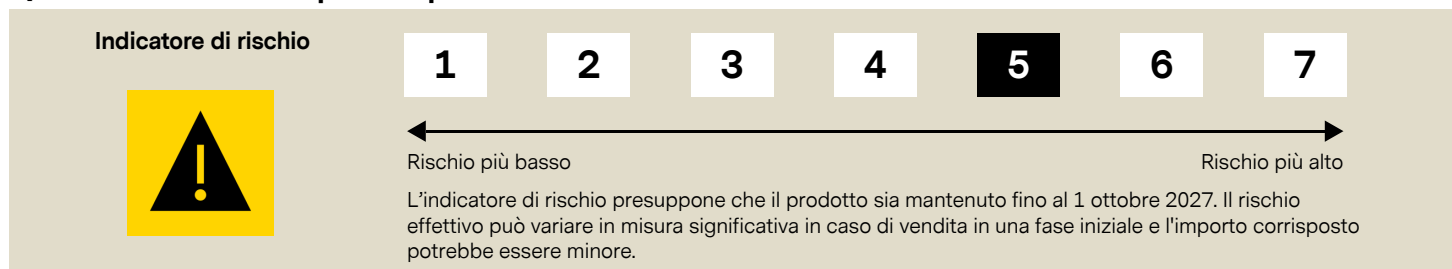 Indicatore di rischio
1 2 3 4 5 6 7
Rischio più basso Rischio più alto
L'indicatore di rischio presuppone che il prodotto sia mantenuto fino al 1 ottobre 2027. Il rischio
effettivo può variare in misura significativa in caso di vendita in una fase iniziale e l'importo corrisposto
potrebbe essere minore.